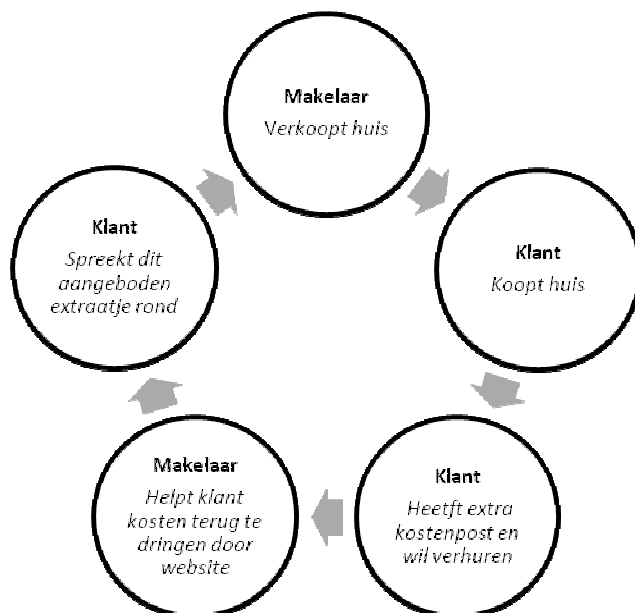 Makelaar
Verkoopt huis
Klant
Koopt huis
Klant
Heetft extra
kostenpost en
wil verhuren
Makelaar
Helpt klant
kosten terug te
dringen door
website
Klant
Spreekt dit
aangeboden
extraatje rond